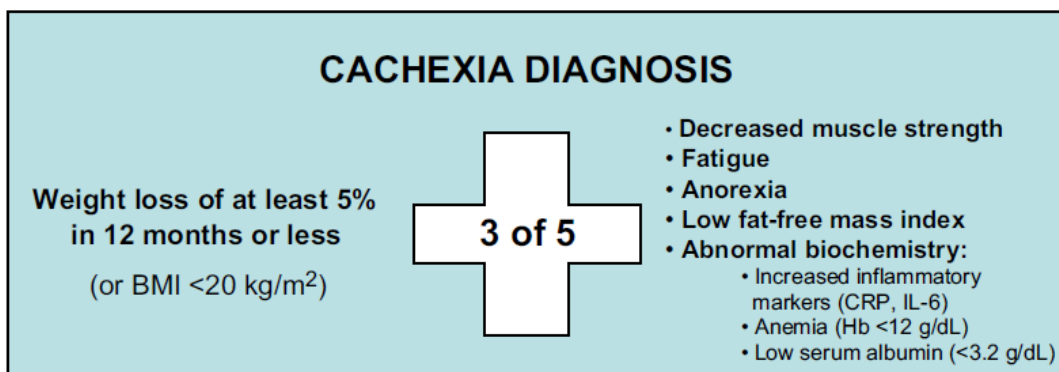 CACHEXIA DIAGNOSIS
Weight loss of at least 5%
in 12 months or less
(or BMI <20 kg/m²)
3 of 5
• Decreased muscle strength
• Fatigue
• Anorexia
• Low fat-free mass index
• Abnormal biochemistry:
• Increased inflammatory
markers (CRP, IL-6)
• Anemia (Hb <12 g/dL)
• Low serum albumin (<3.2 g/dL)